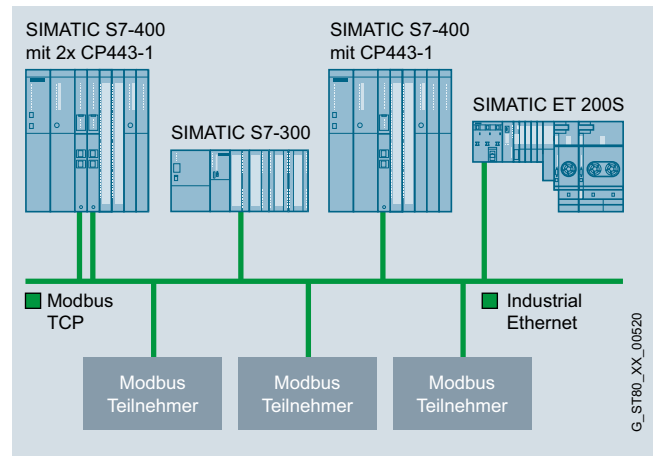 SIMATIC S7-400
mit 2x CP443-1
SIMATIC S7-400
mit CP443-1
SIMATIC S7-300
SIMATIC ET 200S
Modbus
TCP
Industrial
Ethernet
Modbus
Teilnehmer
Modbus
Teilnehmer
Modbus
Teilnehmer
G_ST80_XX_00520